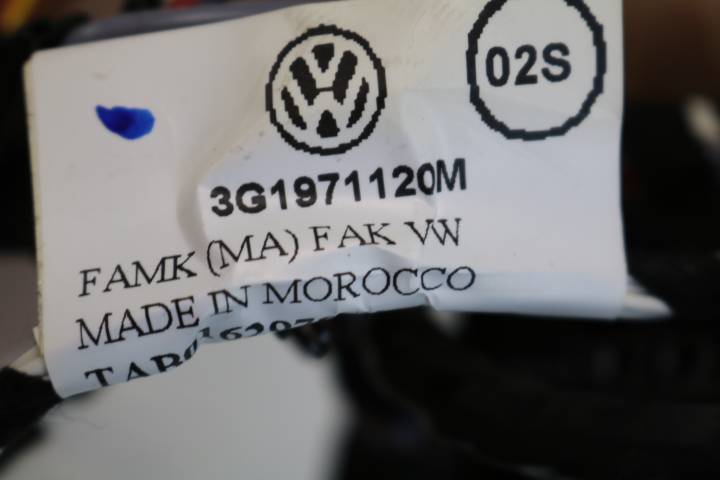 02S
3G1971120M
FAMK (MA) FAK VW
MADE IN MOROCCO